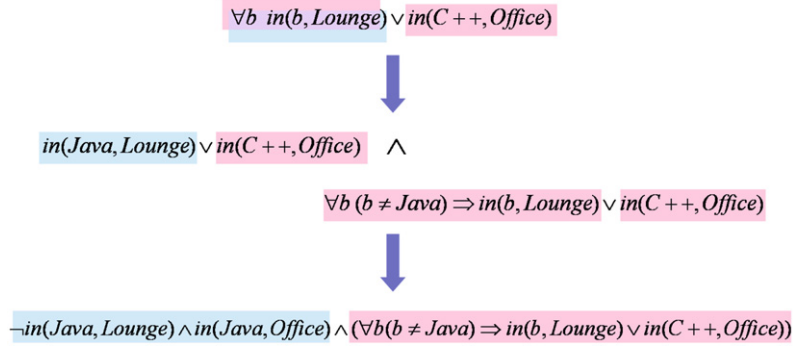 ∀b in(b, Lounge) ∨ in(C ++, Office)
in(Java, Lounge) ∨ in(C ++, Office) ∧
∀b (b ≠ Java) ⇒ in(b, Lounge) ∨ in(C ++, Office)
¬in(Java, Lounge) ∧ in(Java, Office) ∧ (∀b(b ≠ Java) ⇒ in(b, Lounge) ∨ in(C ++, Office))